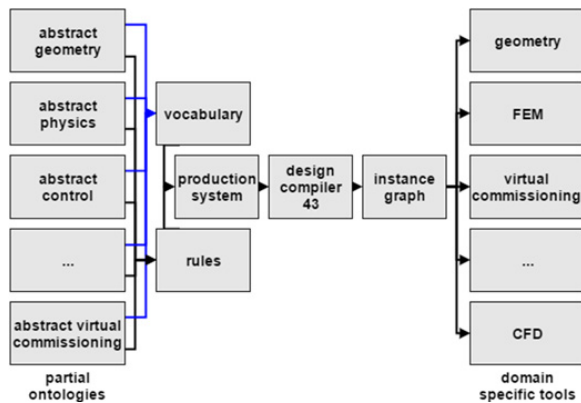 abstract
geometry
abstract
physics
abstract
control
...
abstract virtual
commissioning
partial
ontologies
vocabulary
rules
production
system
design
compiler
43
instance
graph
geometry
FEM
virtual
commissioning
...
CFD
domain
specific tools